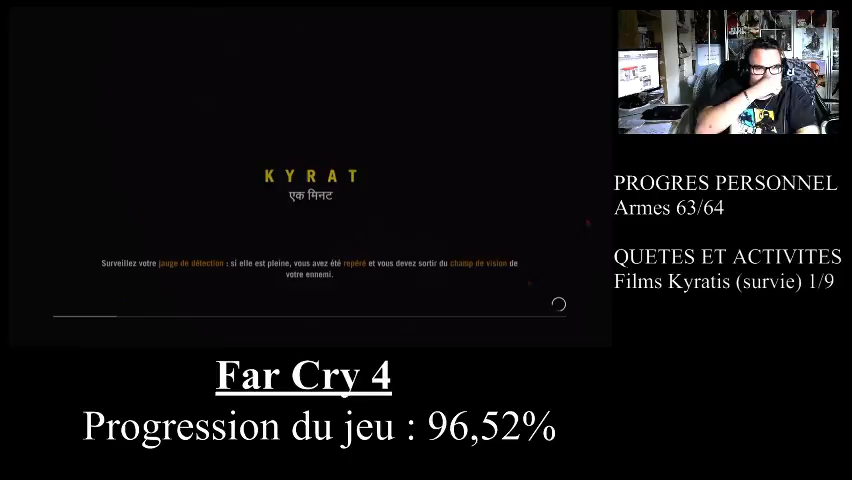 KYRAT
एक मिनट
Surveillez votre jauge de détection : si elle est pleine, vous avez été repéré et vous devez sortir du champ de vision de
votre ennemi.
PROGRES PERSONNEL
Armes 63/64
QUETES ET ACTIVITES
Films Kyratis (survie) 1/9
Far Cry 4
Progression du jeu : 96,52%